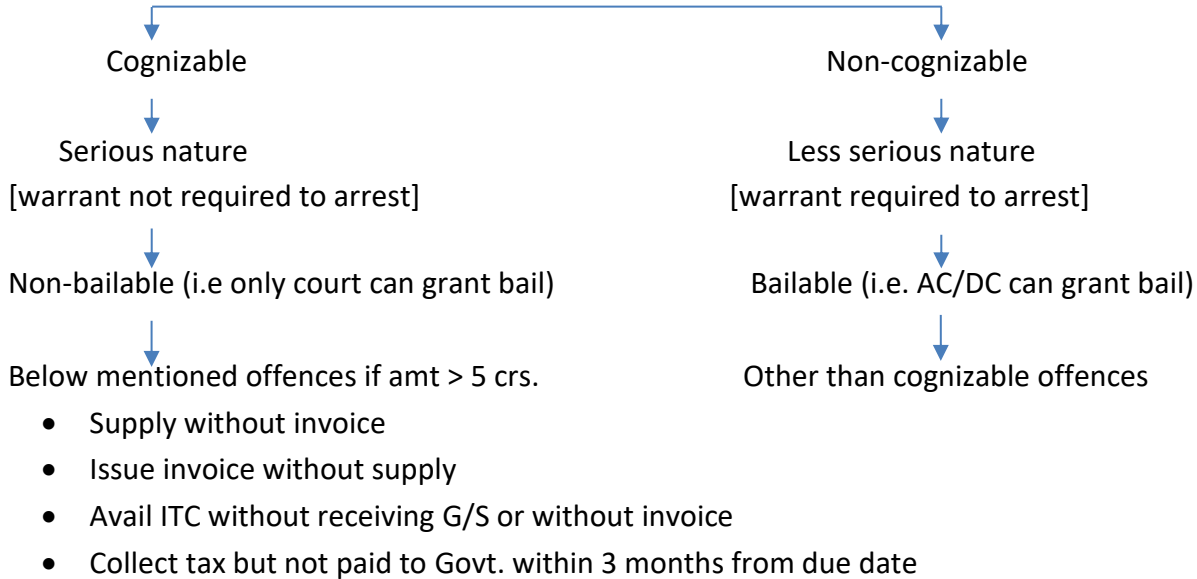 Cognizable Non-cognizable
Serious nature Less serious nature
[warrant not required to arrest] [warrant required to arrest]
Non-bailable (i.e only court can grant bail) Bailable (i.e. AC/DC can grant bail)
Below mentioned offences if amt > 5 crs. Other than cognizable offences
• Supply without invoice
• Issue invoice without supply
• Avail ITC without receiving G/S or without invoice
• Collect tax but not paid to Govt. within 3 months from due date